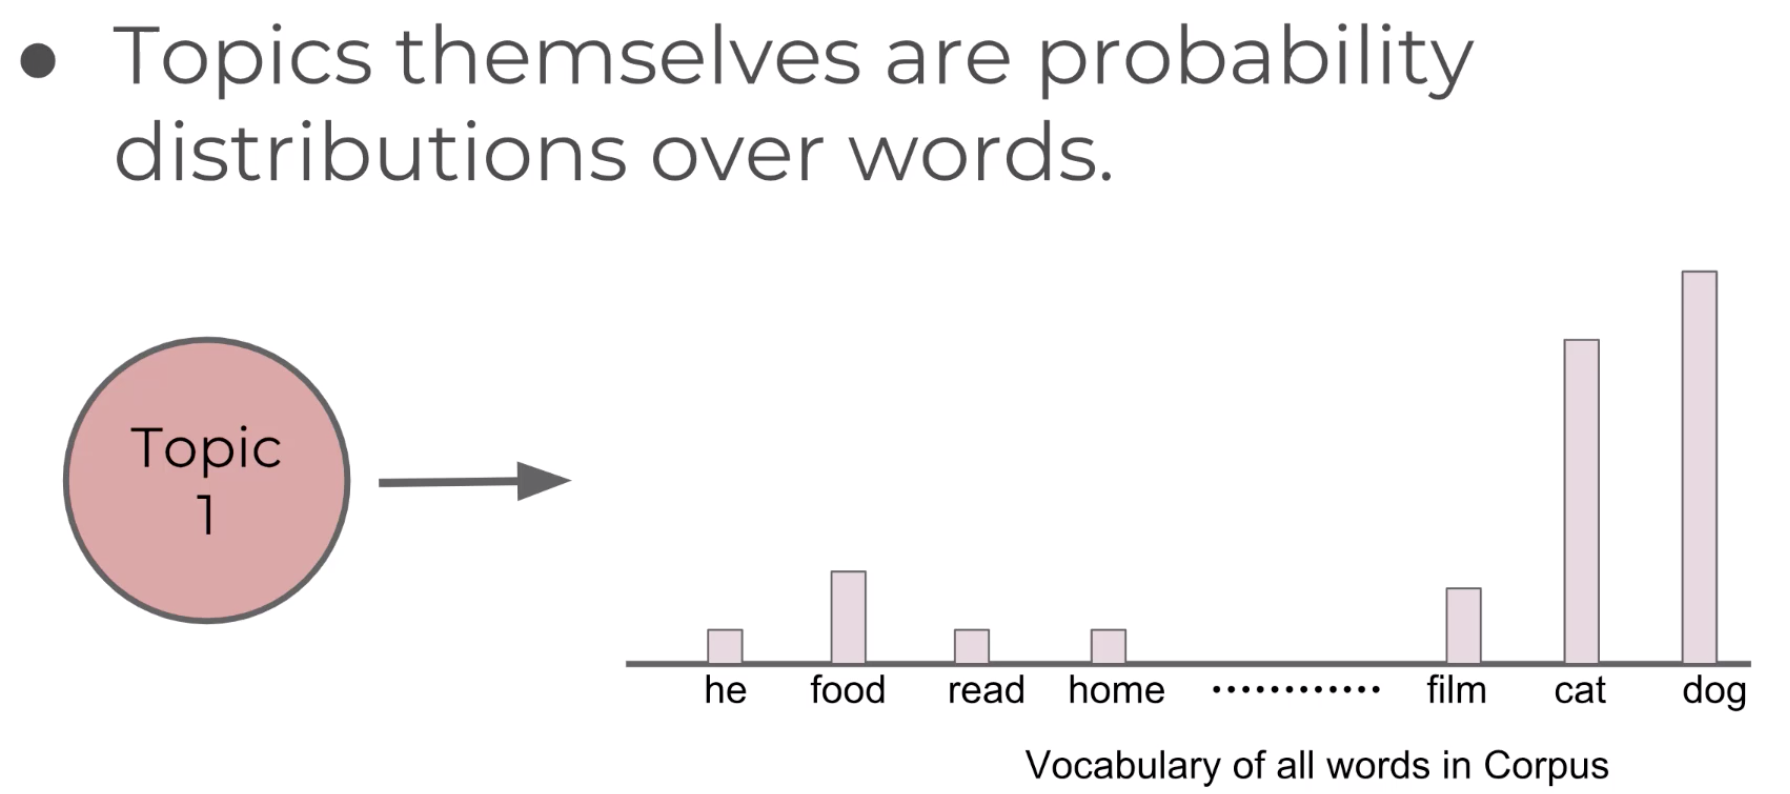 ● Topics themselves are probability
distributions over words.
Topic
1
he food read home ............ film cat dog
Vocabulary of all words in Corpus